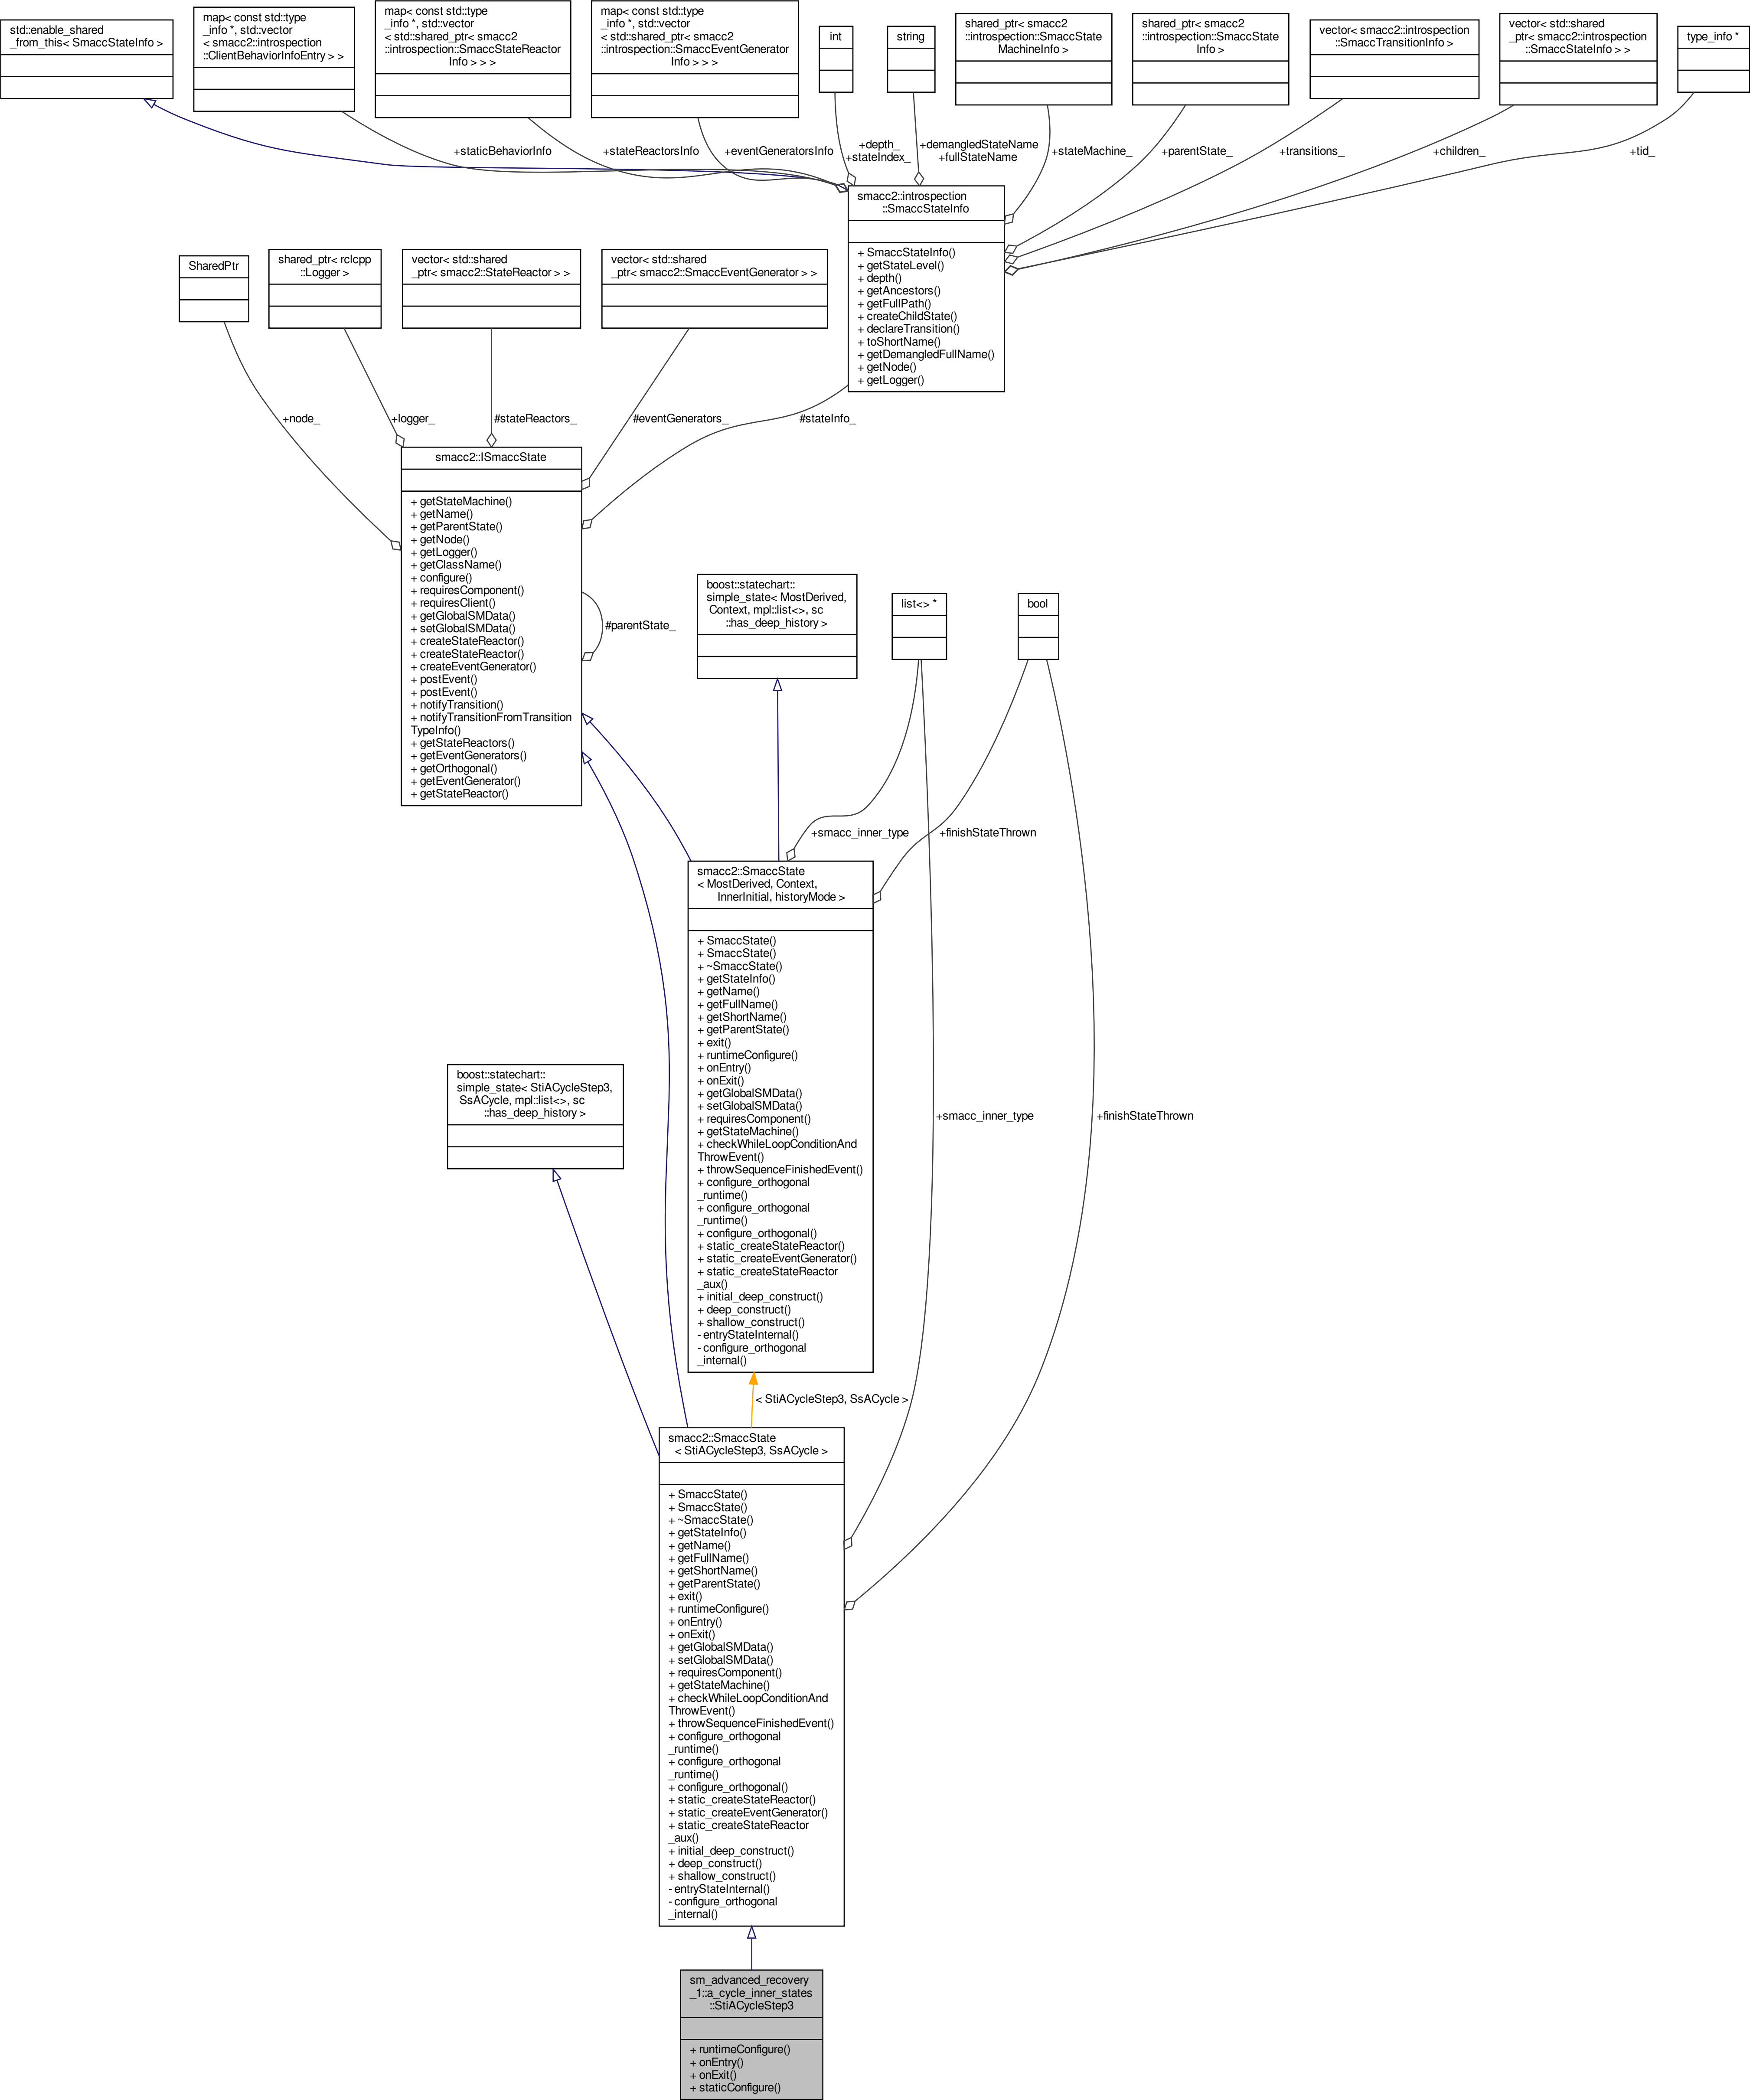 std::enable_shared
_from_this< SmaccStateInfo >
map< const std::type
_info *, std::vector
< smacc2::introspection
::ClientBehaviorInfoEntry > >
map< const std::type
_info *, std::vector
< std::shared_ptr< smacc2
::introspection::SmaccStateReactor
Info > > >
map< const std::type
_info *, std::vector
< std::shared_ptr< smacc2
::introspection::SmaccEventGenerator
Info > > >
int
string
shared_ptr< smacc2
::introspection::SmaccState
MachineInfo >
shared_ptr< smacc2
::introspection::SmaccState
Info >
vector< smacc2::introspection
::SmaccTransitionInfo >
vector< std::shared
_ptr< smacc2::introspection
::SmaccStateInfo > >
type_info *
+staticBehaviorInfo
+stateReactorsInfo
+eventGeneratorsInfo
+depth_
+stateIndex_
+demangledStateName
+fullStateName
+stateMachine_
+parentState_
+transitions_
+children_
+tid_
smacc2::introspection
::SmaccStateInfo
+ SmaccStateInfo()
+ getStateLevel()
+ depth()
+ getAncestors()
+ getFullPath()
+ createChildState()
+ declareTransition()
+ toShortName()
+ getDemangledFullName()
+ getNode()
+ getLogger()
SharedPtr
shared_ptr< rclcpp
::Logger >
vector< std::shared
_ptr< smacc2::StateReactor > >
vector< std::shared
_ptr< smacc2::SmaccEventGenerator > >
+node_
+logger_
#stateReactors_
#eventGenerators_
#stateInfo_
smacc2::ISmaccState
+ getStateMachine()
+ getName()
+ getParentState()
+ getNode()
+ getLogger()
+ getClassName()
+ configure()
+ requiresComponent()
+ requiresClient()
+ getGlobalSMData()
+ setGlobalSMData()
+ createStateReactor()
+ createStateReactor()
+ createEventGenerator()
+ postEvent()
+ postEvent()
+ notifyTransition()
+ notifyTransitionFromTransition
TypeInfo()
+ getStateReactors()
+ getEventGenerators()
+ getOrthogonal()
+ getEventGenerator()
+ getStateReactor()
#parentState_
boost::statechart::
simple_state< MostDerived,
Context, mpl::list<>, sc
::has_deep_history >
list<> *
bool
+smacc_inner_type
+finishStateThrown
smacc2::SmaccState
< MostDerived, Context,
InnerInitial, historyMode >
+ SmaccState()
+ SmaccState()
+ ~SmaccState()
+ getStateInfo()
+ getName()
+ getFullName()
+ getShortName()
+ getParentState()
+ exit()
+ runtimeConfigure()
+ onEntry()
+ onExit()
+ getGlobalSMData()
+ setGlobalSMData()
+ requiresComponent()
+ getStateMachine()
+ checkWhileLoopConditionAnd
ThrowEvent()
+ throwSequenceFinishedEvent()
+ configure_orthogonal
_runtime()
+ configure_orthogonal
_runtime()
+ configure_orthogonal()
+ static_createStateReactor()
+ static_createEventGenerator()
+ static_createStateReactor
_aux()
+ initial_deep_construct()
+ deep_construct()
+ shallow_construct()
- entryStateInternal()
- configure_orthogonal
_internal()
boost::statechart::
simple_state< StiACycleStep3,
SsACycle, mpl::list<>, sc
::has_deep_history >
+smacc_inner_type
+finishStateThrown
< StiACycleStep3, SsACycle >
smacc2::SmaccState
< StiACycleStep3, SsACycle >
+ SmaccState()
+ SmaccState()
+ ~SmaccState()
+ getStateInfo()
+ getName()
+ getFullName()
+ getShortName()
+ getParentState()
+ exit()
+ runtimeConfigure()
+ onEntry()
+ onExit()
+ getGlobalSMData()
+ setGlobalSMData()
+ requiresComponent()
+ getStateMachine()
+ checkWhileLoopConditionAnd
ThrowEvent()
+ throwSequenceFinishedEvent()
+ configure_orthogonal
_runtime()
+ configure_orthogonal
_runtime()
+ configure_orthogonal()
+ static_createStateReactor()
+ static_createEventGenerator()
+ static_createStateReactor
_aux()
+ initial_deep_construct()
+ deep_construct()
+ shallow_construct()
- entryStateInternal()
- configure_orthogonal
_internal()
sm_advanced_recovery
_1::a_cycle_inner_states
::StiACycleStep3
+ runtimeConfigure()
+ onEntry()
+ onExit()
+ staticConfigure()